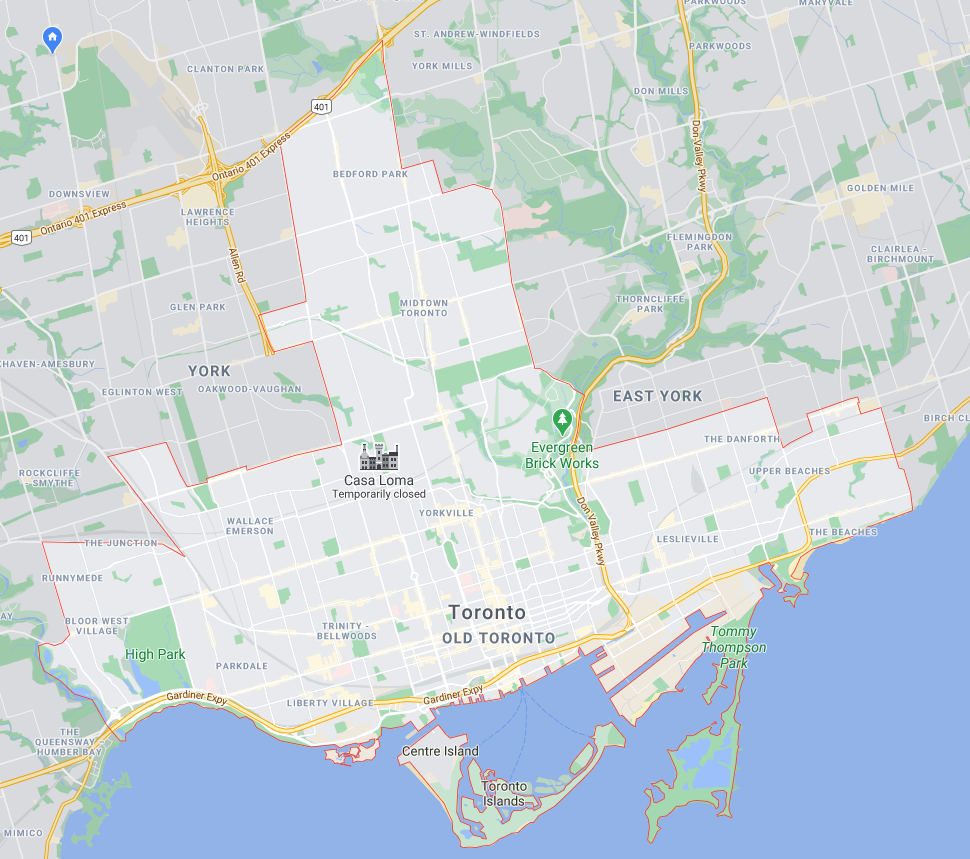 PARKWOODS
MARYVALE
ST. ANDREW-WINDFIELDS
PARKWOODS
CLANTON PARK
YORK MILLS
DON MILLS
401
Ontario 401 Express
Don Valley Pkwy
BEDFORD PARK
DOWNSVIEW
GOLDEN MILE
LAWRENCE
HEIGHTS
Ontario 401 Express
401
FLEMINGDON
PARK
CLAIRLEA -
BIRCHMOUNT
Allen Rd
GLEN PARK
MIDTOWN
TORONTO
THORNCLIFFE
PARK
KHAVEN-AMESBURY
YORK
EGLINTON WEST
OAKWOOD-VAUGHAN
EAST YORK
BIRCH CL
THE DANFORTH
Evergreen
Brick Works
ROCKCLIFFE
-SMYTHE
UPPER BEACHES
Casa Loma
Temporarily closed
YORKVILLE
WALLACE
EMERSON
Don Valley Pkwy
THE JUNCTION
LESLIEVILLE
THE BEACHES
RUNNYMEDE
AY
Toronto
BLOOR WEST
VILLAGE
TRINITY -
BELLWOODS
OLD TORONTO
Tommy
Thompson
Park
High Park
PARKDALE
Gardiner Expy
Gardiner Expy
LIBERTY VILLAGE
THE
QUEENSWAY -
HUMBER BAY
Centre Island
Toronto
Islands
MIMICO